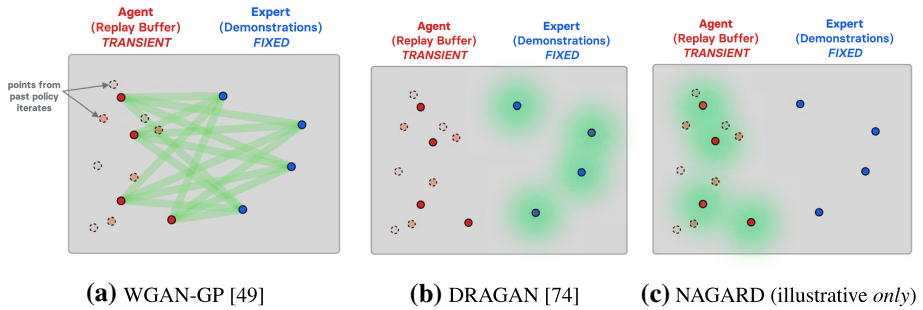 Agent
(Replay Buffer)
TRANSIENT
Expert
(Demonstrations)
FIXED
points from
past policy
iterates
(a) WGAN-GP [49]
Agent
(Replay Buffer)
TRANSIENT
Expert
(Demonstrations)
FIXED
(b) DRAGAN [74]
Agent
(Replay Buffer)
TRANSIENT
Expert
(Demonstrations)
FIXED
(c) NAGARD (illustrative only)